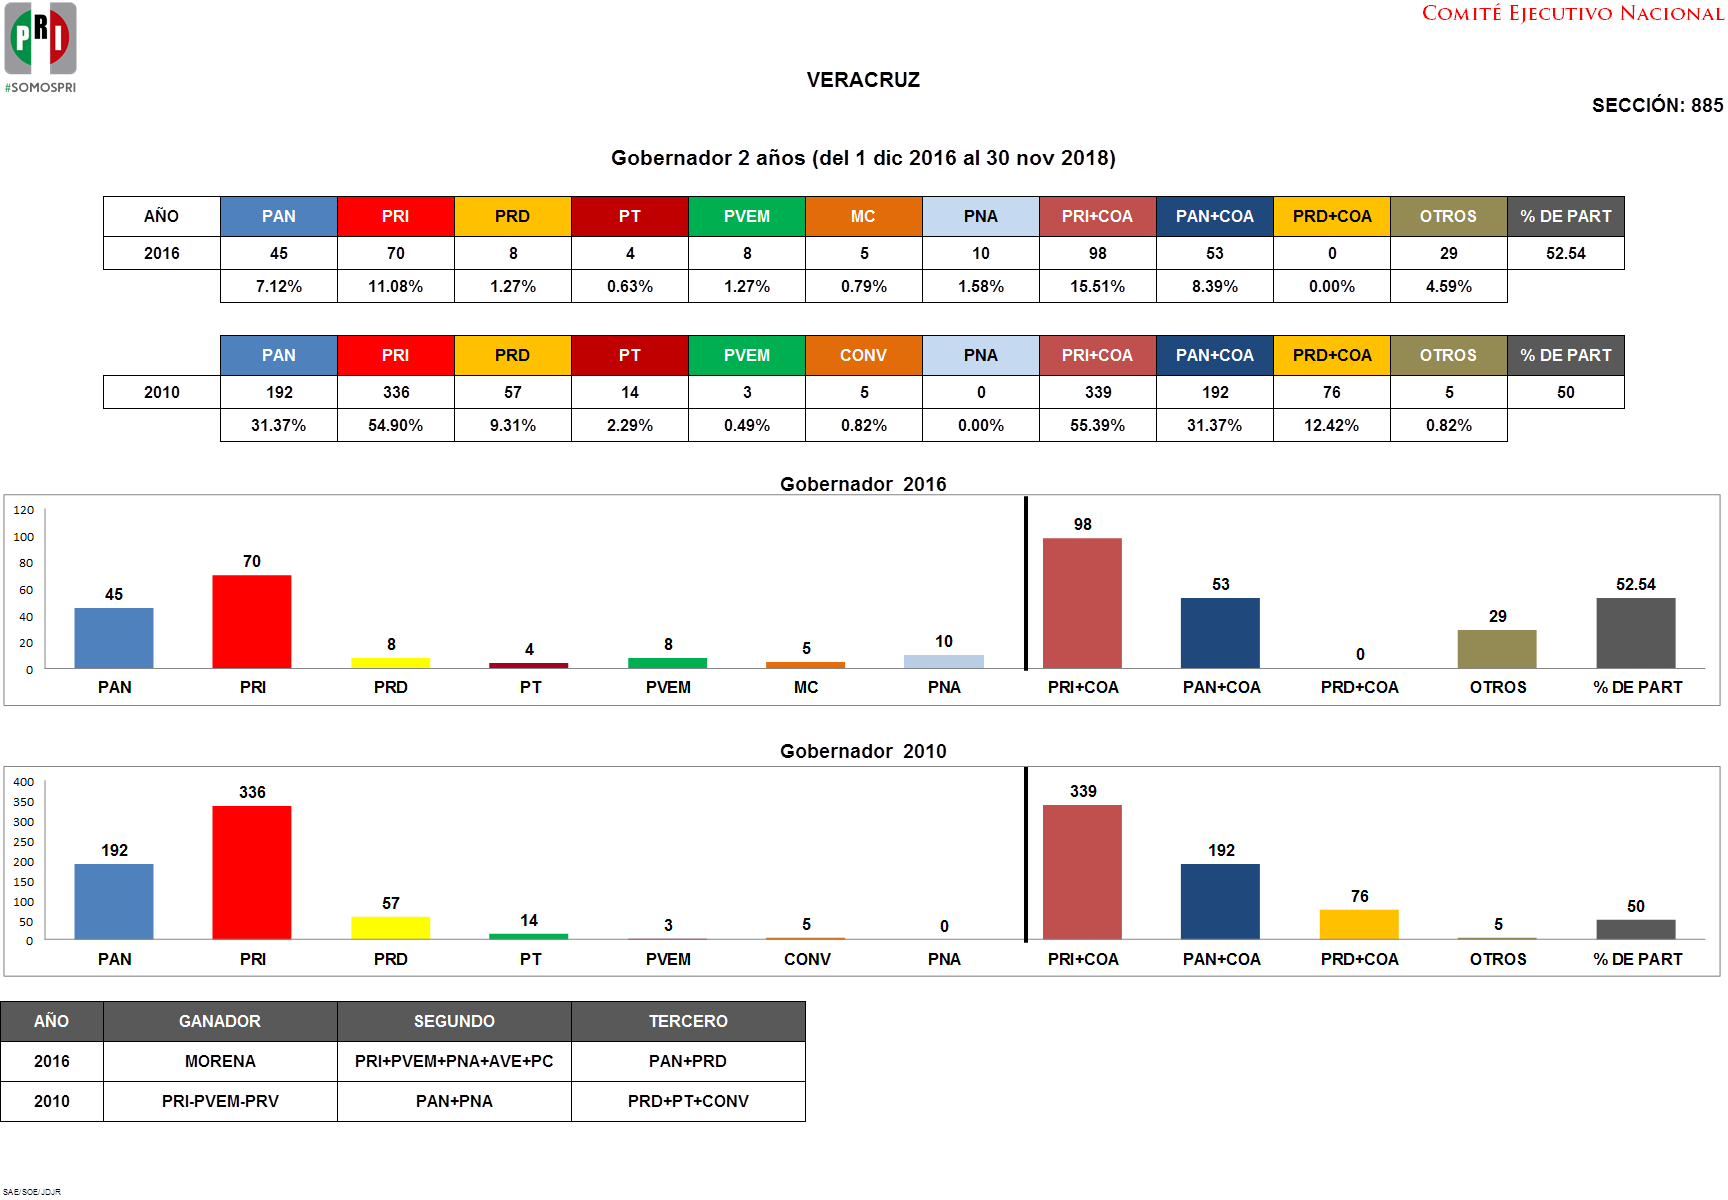 PRI
#SOMOSPRI
COMITÉ EJECUTIVO NACIONAL
VERACRUZ
SECCIÓN: 885
Gobernador 2 años (del 1 dic 2016 al 30 nov 2018)
AÑO PAN PRI PRD PT PVEM MC PNA PRI+COA PAN+COA PRD+COA OTROS % DE PART
2016 45 70 8 4 8 5 10 98 53 0 29 52.54
7.12% 11.08% 1.27% 0.63% 1.27% 0.79% 1.58% 15.51% 8.39% 0.00% 4.59%
PAN PRI PRD PT PVEM CONV PNA PRI+COA PAN+COA PRD+COA OTROS % DE PART
2010 192 336 57 14 3 5 0 339 192 76 5 50
31.37% 54.90% 9.31% 2.29% 0.49% 0.82% 0.00% 55.39% 31.37% 12.42% 0.82%
Gobernador 2016
120
100
80
60
40
20
0
45 70 8 4 8 5 10 98 53 0 29 52.54
PAN PRI PRD PT PVEM MC PNA PRI+COA PAN+COA PRD+COA OTROS % DE PART
Gobernador 2010
400
350
300
250
200
150
100
50
0
192 336 57 14 3 5 0 339 192 76 5 50
PAN PRI PRD PT PVEM CONV PNA PRI+COA PAN+COA PRD+COA OTROS % DE PART
AÑO GANADOR SEGUNDO TERCERO
2016 MORENA PRI+PVEM+PNA+AVE+PC PAN+PRD
2010 PRI-PVEM-PRV PAN+PNA PRD+PT+CONV
SAE/SOE/JDJR